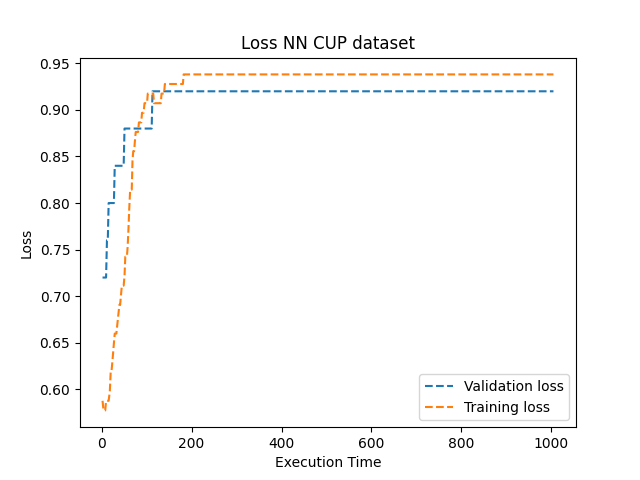 Loss NN CUP dataset
Loss
0.95
0.90
0.85
0.80
0.75
0.70
0.65
0.60
Validation loss
Training loss
0
200
400
600
800
1000
Execution Time